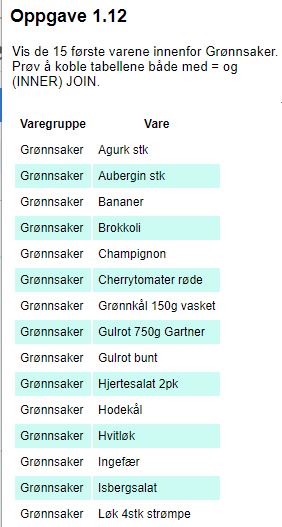 Oppgave 1.12
Vis de 15 første varene innenfor Grønnsaker.
Prøv å koble tabellene både med = og
(INNER) JOIN.
Varegruppe Vare
Grønnsaker Agurk stk
Grønnsaker Aubergin stk
Grønnsaker Bananer
Grønnsaker Brokkoli
Grønnsaker Champignon
Grønnsaker Cherrytomater røde
Grønnsaker Grønnkål 150g vasket
Grønnsaker Gulrot 750g Gartner
Grønnsaker Gulrot bunt
Grønnsaker Hjertesalat 2pk
Grønnsaker Hodekål
Grønnsaker Hvitløk
Grønnsaker Ingefær
Grønnsaker Isbergsalat
Grønnsaker Løk 4stk strømpe